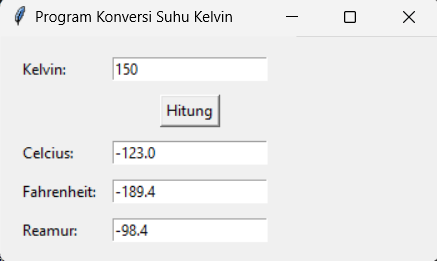 Program Konversi Suhu Kelvin
Kelvin: 150
Hitung
Celcius: -123.0
Fahrenheit: -189.4
Reamur: -98.4